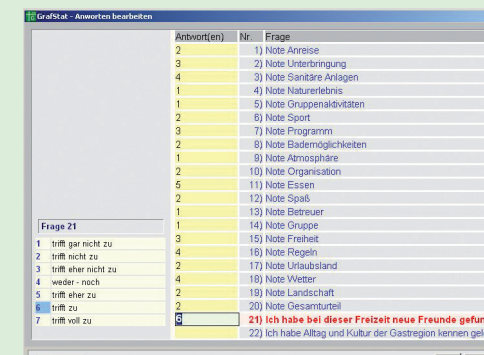 GrafStat - Anworten bearbeiten
Antwort(en) Nr. Frage
2 1) Note Anreise
3 2) Note Unterbringung
4 3) Note Sanitäre Anlagen
1 4) Note Naturerlebnis
1 5) Note Gruppenaktivitäten
2 6) Note Sport
3 7) Note Programm
2 8) Note Bademöglichkeiten
1 9) Note Atmosphäre
2 10) Note Organisation
5 11) Note Essen
2 12) Note Spaß
1 13) Note Betreuer
1 14) Note Gruppe
3 15) Note Freiheit
4 16) Note Regeln
2 17) Note Urlaubsland
4 18) Note Wetter
2 19) Note Landschaft
2 20) Note Gesamturteil
6 21) Ich habe bei dieser Freizeit neue Freunde gefun
22) Ich habe Alltag und Kultur der Gastregion kennen gel
Frage 21
1 trifft gar nicht zu
2 trifft nicht zu
3 trifft eher nicht zu
4 weder - noch
5 trifft eher zu
6 trifft zu
7 trifft voll zu